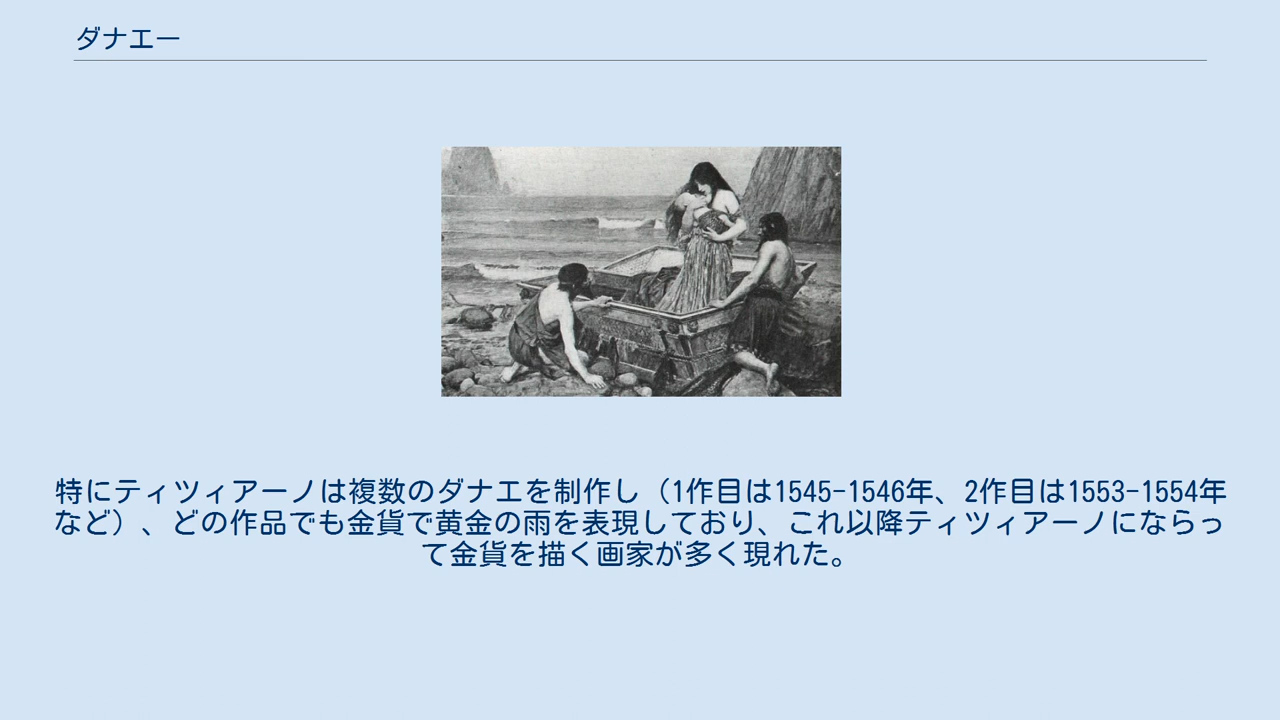 ダナエー
特にティツィアーノは複数のダナエを制作し（1作目は1545-1546年、2作目は1553-1554年
など）、どの作品でも金貨で黄金の雨を表現しており、これ以降ティツィアーノにならっ
て金貨を描く画家が多く現れた。